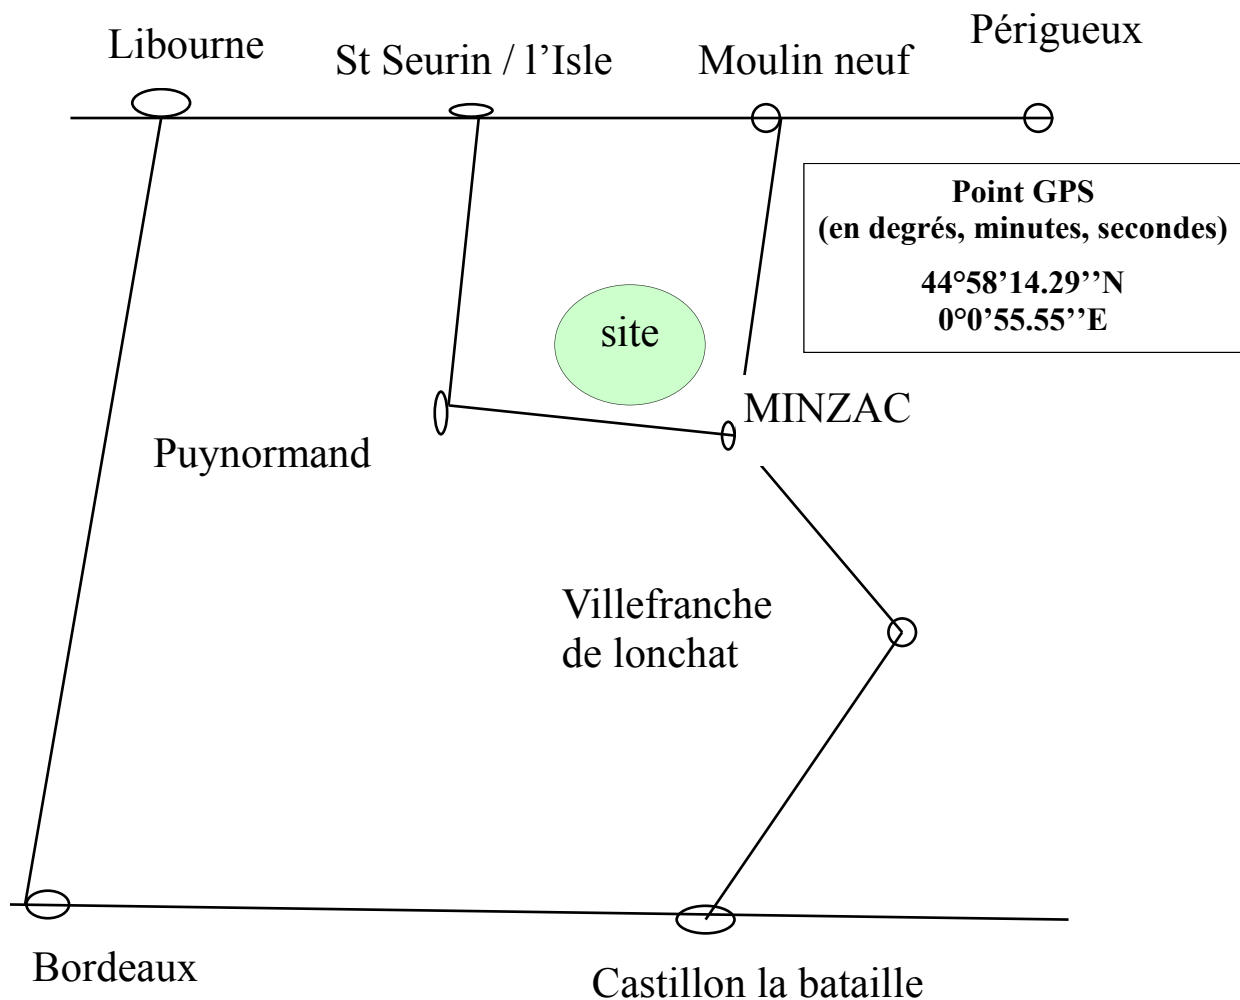 Libourne
St Seurin / l’Isle
Moulin neuf
Périgueux
Point GPS
(en degrés, minutes, secondes)
44°58’14.29’’N
0°0’55.55’’E
site
MINZAC
Puynormand
Villefranche
de lonchat
Bordeaux
Castillon la bataille